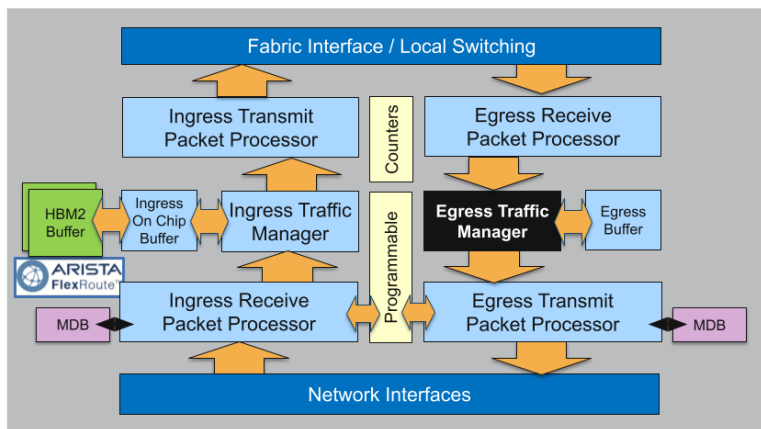 Fabric Interface / Local Switching
Ingress Transmit
Packet Processor
Counters
Egress Receive
Packet Processor
HBM2
Buffer
Ingress
On Chip
Buffer
Ingress Traffic
Manager
Programmable
Egress Traffic
Manager
Egress
Buffer
ARISTA
FlexRoute™
MDB
Ingress Receive
Packet Processor
Egress Transmit
Packet Processor
MDB
Network Interfaces